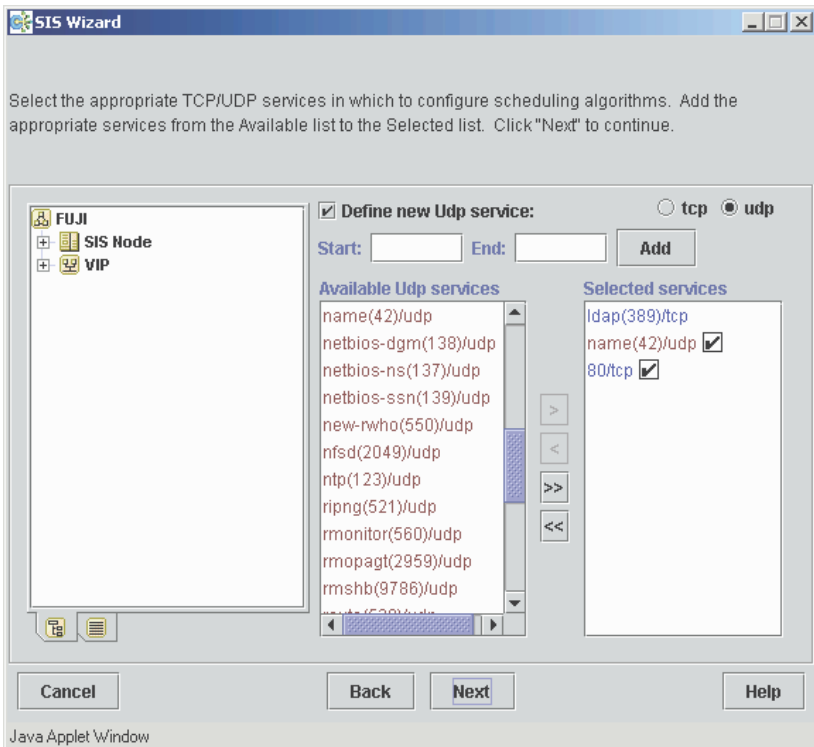 SIS Wizard
Select the appropriate TCP/UDP services in which to configure scheduling algorithms. Add the
appropriate services from the Available list to the Selected list. Click "Next" to continue.
FUJI
SIS Node
VIP
Define new Udp service:
tcp
udp
Start:
End:
Add
Available Udp services
name(42)/udp
netbios-dgm(138)/udp
netbios-ns(137)/udp
netbios-ssn(139)/udp
new-rwho(550)/udp
nfsd(2049)/udp
ntp(123)/udp
ripng(521)/udp
rmonitor(560)/udp
rmopagt(2959)/udp
rmshb(9786)/udp
>
<
>>
<<
Selected services
ldap(389)/tcp
name(42)/udp
80/tcp
Cancel
Back
Next
Help
Java Applet Window